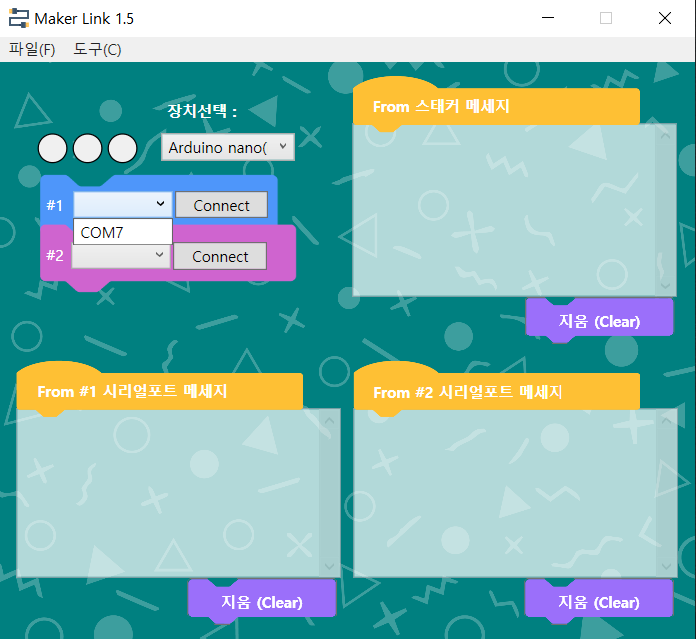 Maker Link 1.5
파일(F) 도구(C)
장치선택 :
Arduino nano(
#1 Connect
COM7
#2 Connect
From 스태커 메세지
지움 (Clear)
From #1 시리얼포트 메세지
From #2 시리얼포트 메세지
지움 (Clear)
지움 (Clear)